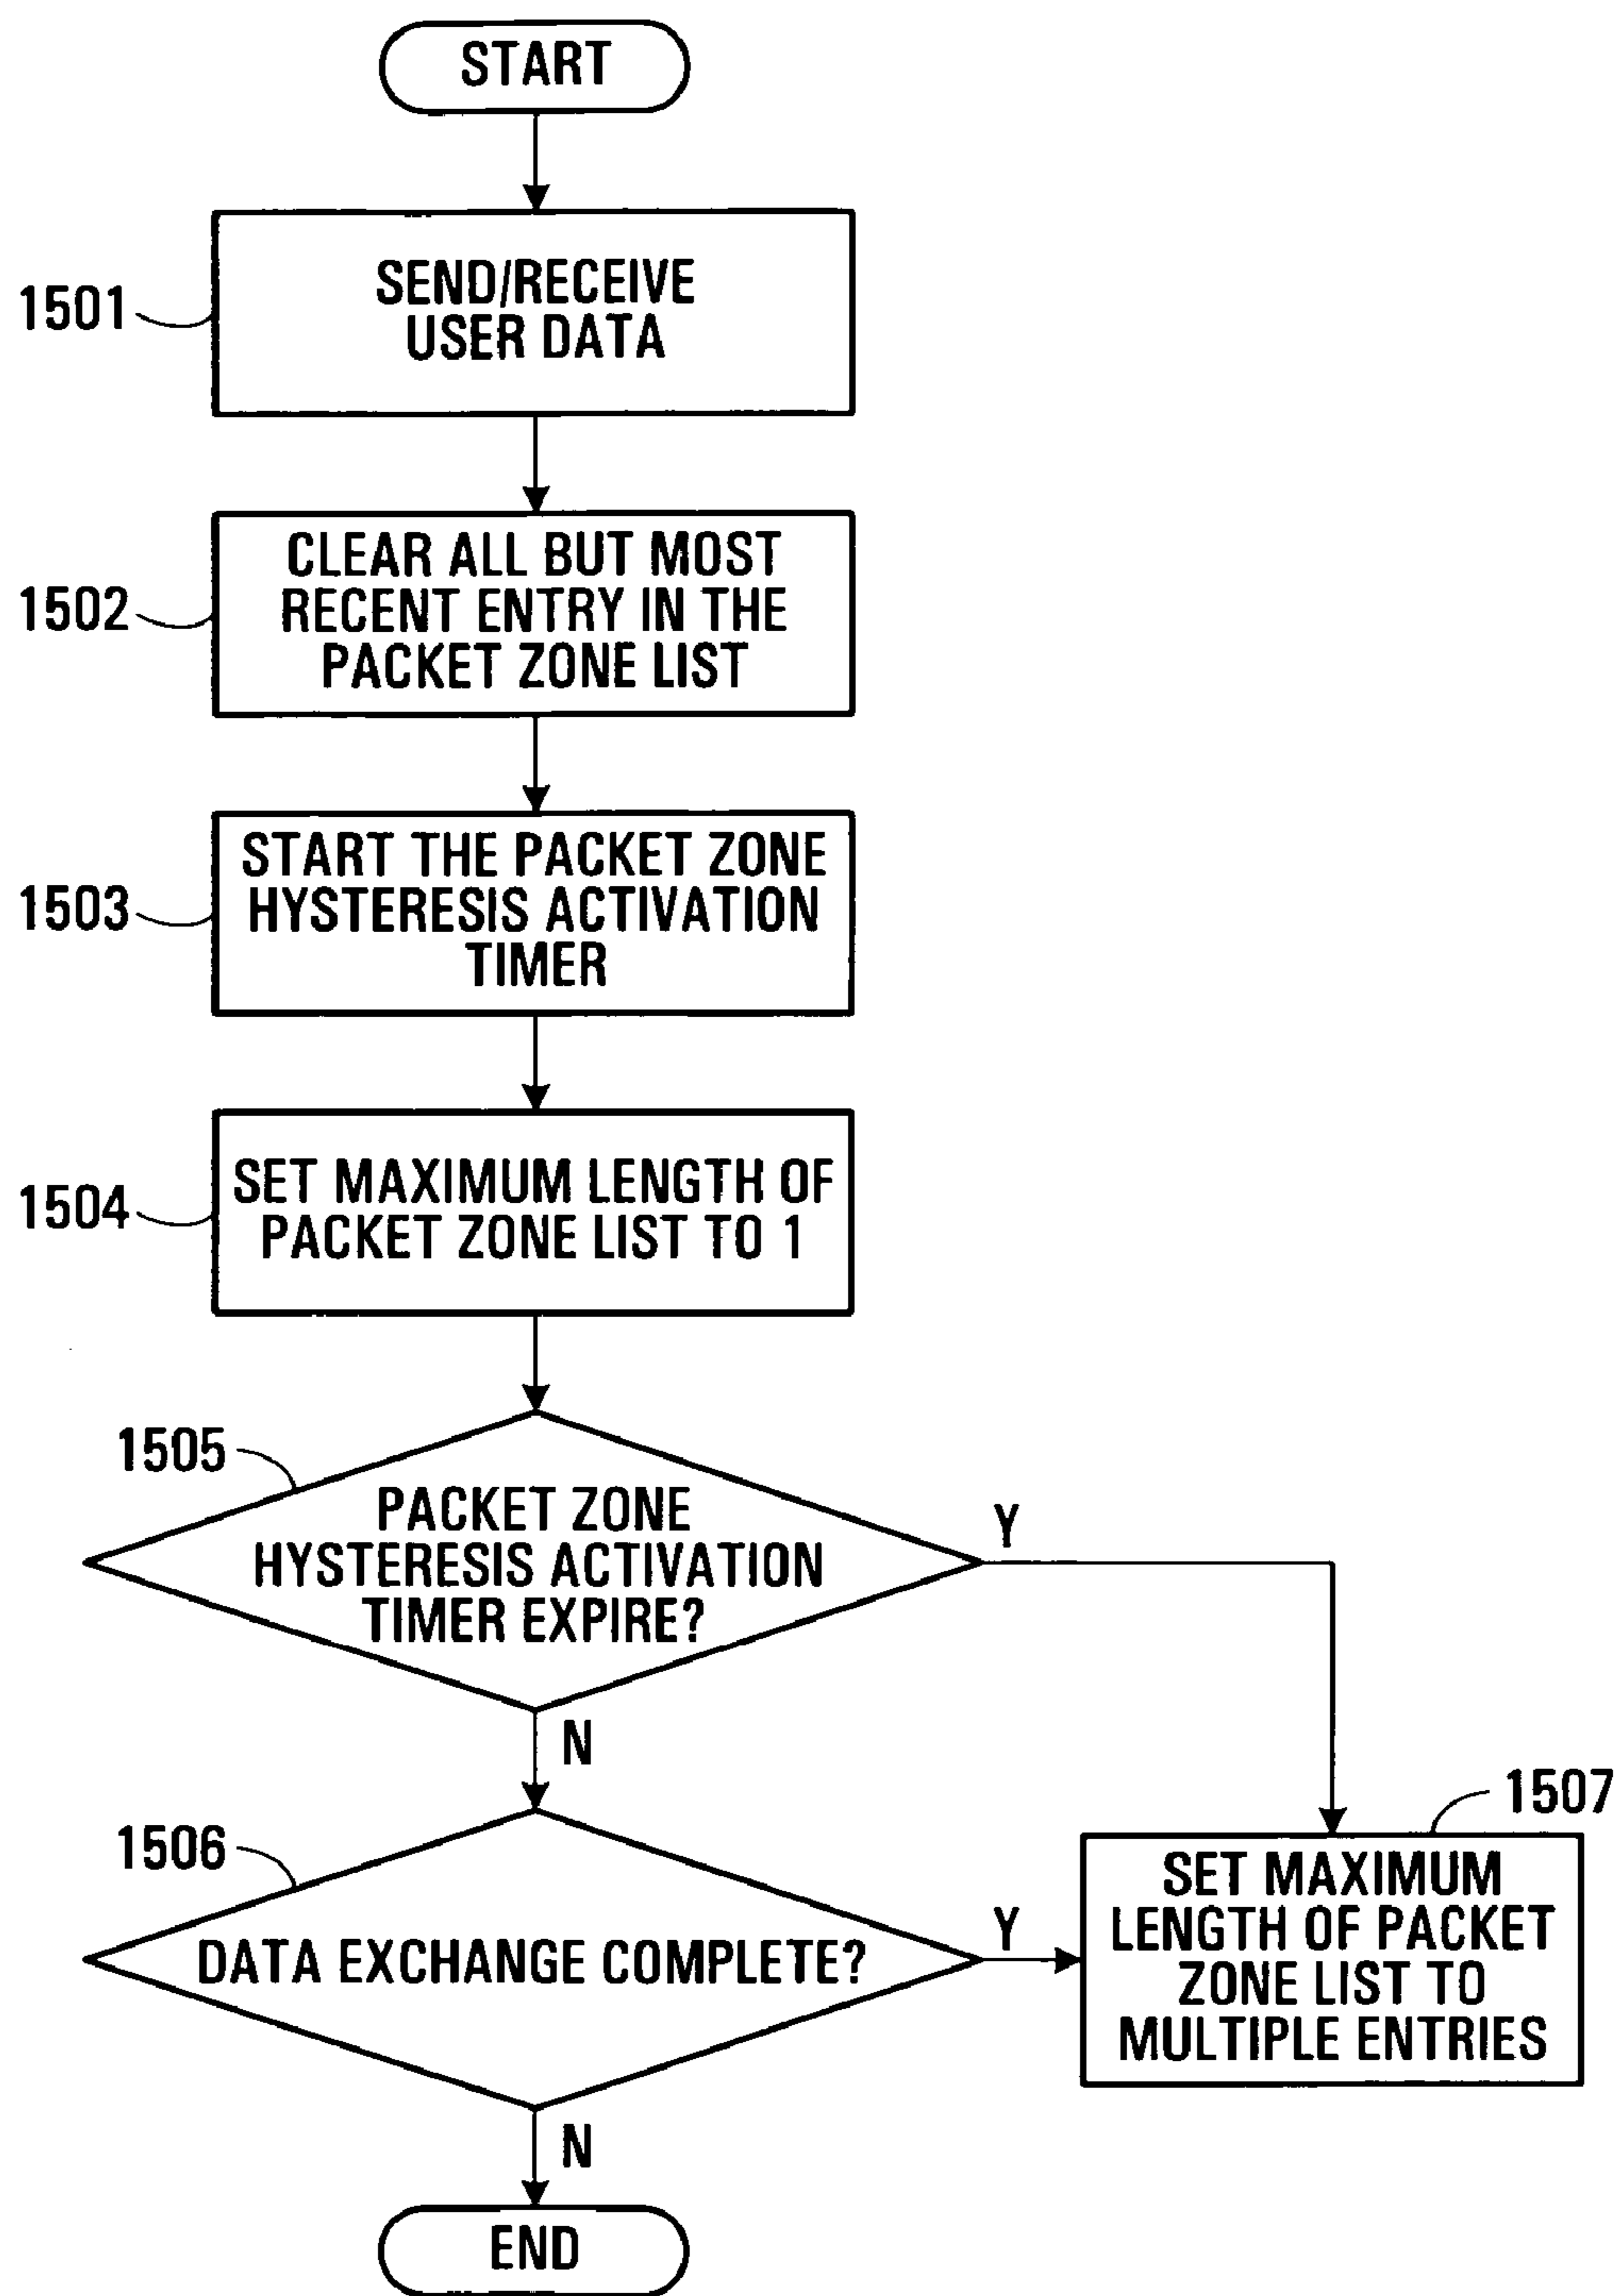 START
1501
SEND/RECEIVE
USER DATA
1502
CLEAR ALL BUT MOST
RECENT ENTRY IN THE
PACKET ZONE LIST
1503
START THE PACKET ZONE
HYSTERESIS ACTIVATION
TIMER
1504
SET MAXIMUM LENGTH OF
PACKET ZONE LIST TO 1
1505
PACKET ZONE
HYSTERESIS ACTIVATION
TIMER EXPIRE?
Y
N
1506
DATA EXCHANGE COMPLETE?
Y
1507
SET MAXIMUM
LENGTH OF PACKET
ZONE LIST TO
MULTIPLE ENTRIES
N
END